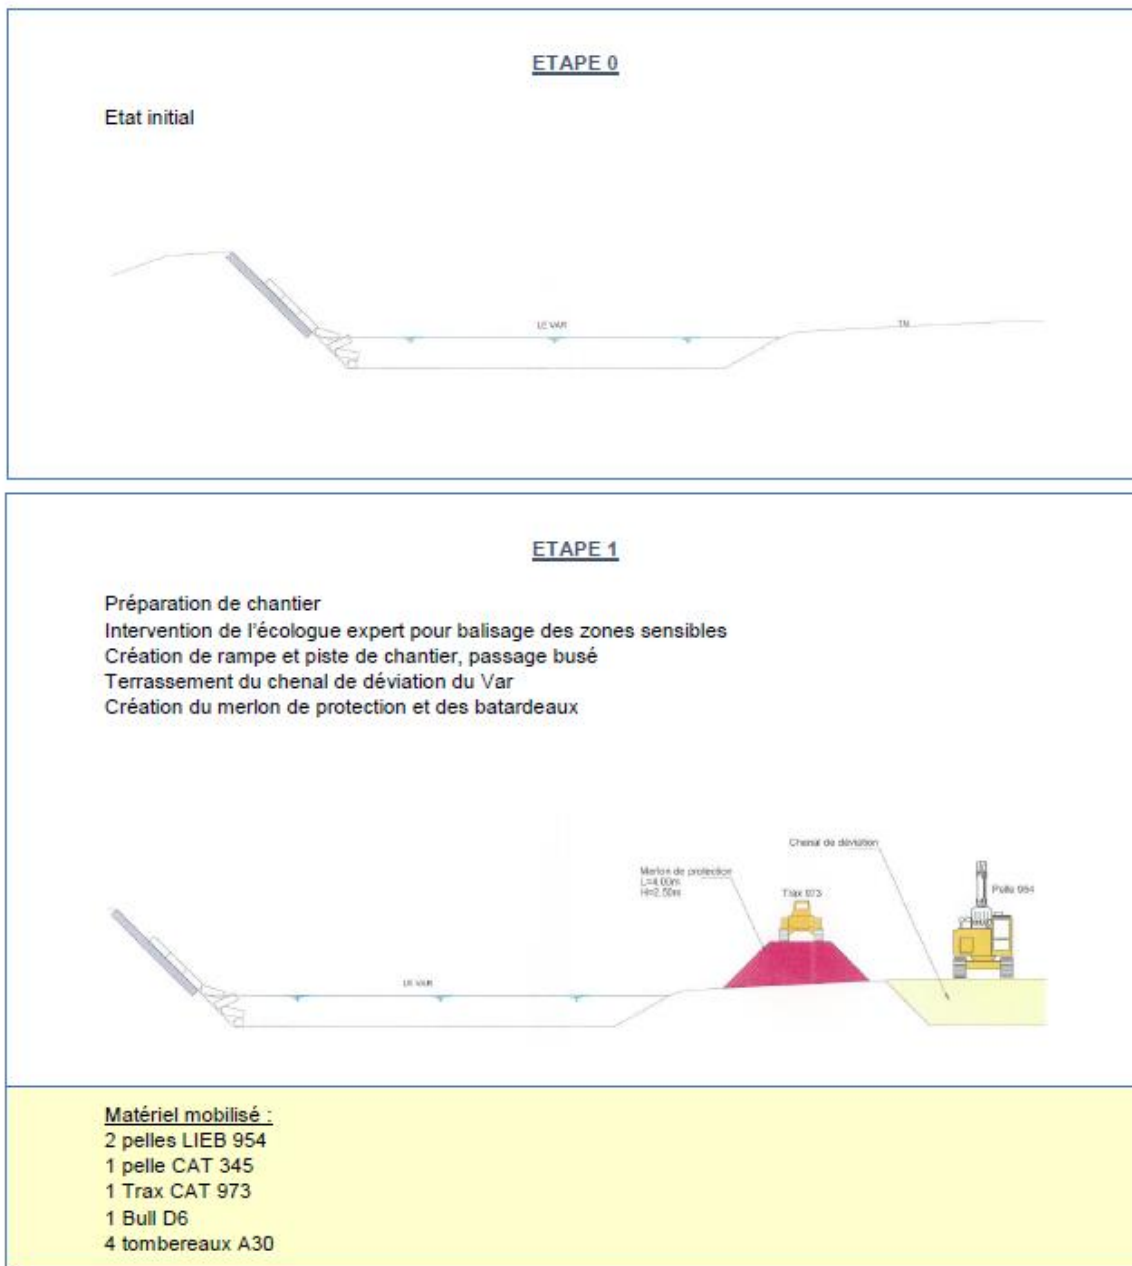 ETAPE 0
Etat initial
LE VAR
TN
ETAPE 1
Préparation de chantier
Intervention de l'écologue expert pour balisage des zones sensibles
Création de rampe et piste de chantier, passage busé
Terrassement du chenal de déviation du Var
Création du merlon de protection et des batardeaux
Chenal de déviation
Merlon de protection
L=4.00m
H=2.50m
Trax 973
Pelle 954
LE VAR
Matériel mobilisé :
2 pelles LIEB 954
1 pelle CAT 345
1 Trax CAT 973
1 Bull D6
4 tombereaux A30